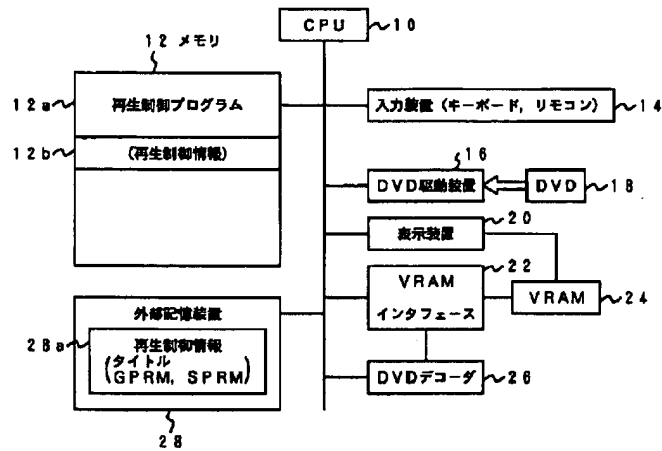 CPU
10
12 メモリ
12a
再生制御プログラム
12b
(再生制御情報)
入力装置 (キーボード, リモコン)
14
16
DVD駆動装置
DVD
18
20
表示装置
22
VRAM
インタフェース
VRAM
24
DVDデコーダ
26
外部記憶装置
28a
再生制御情報
(タイトル
GPRM, SPRM)
28